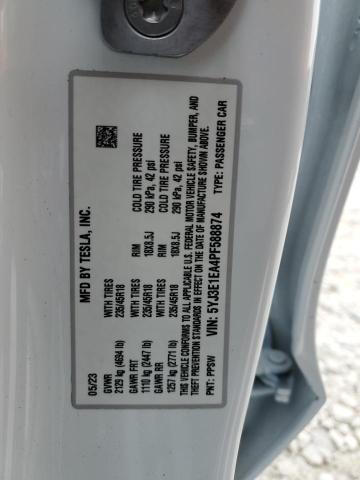 MFD BY TESLA, INC.
05/23
GVWR
2129 kg (4694 lb)
WITH TIRES
235/45R18
GAWR FRT
1110 kg (2447 lb)
WITH TIRES
235/45R18
RIM
18X8.5J
COLD TIRE PRESSURE
290 kPa, 42 psi
GAWR RR
1257 kg (2771 lb)
WITH TIRES
235/45R18
RIM
18X8.5J
COLD TIRE PRESSURE
290 kPa, 42 psi
THIS VEHICLE CONFORMS TO ALL APPLICABLE U.S. FEDERAL MOTOR VEHICLE SAFETY, BUMPER, AND
THEFT PREVENTION STANDARDS IN EFFECT ON THE DATE OF MANUFACTURE SHOWN ABOVE.
PNT: PPSW
VIN: 5YJ3E1EA4PF588874
TYPE: PASSENGER CAR